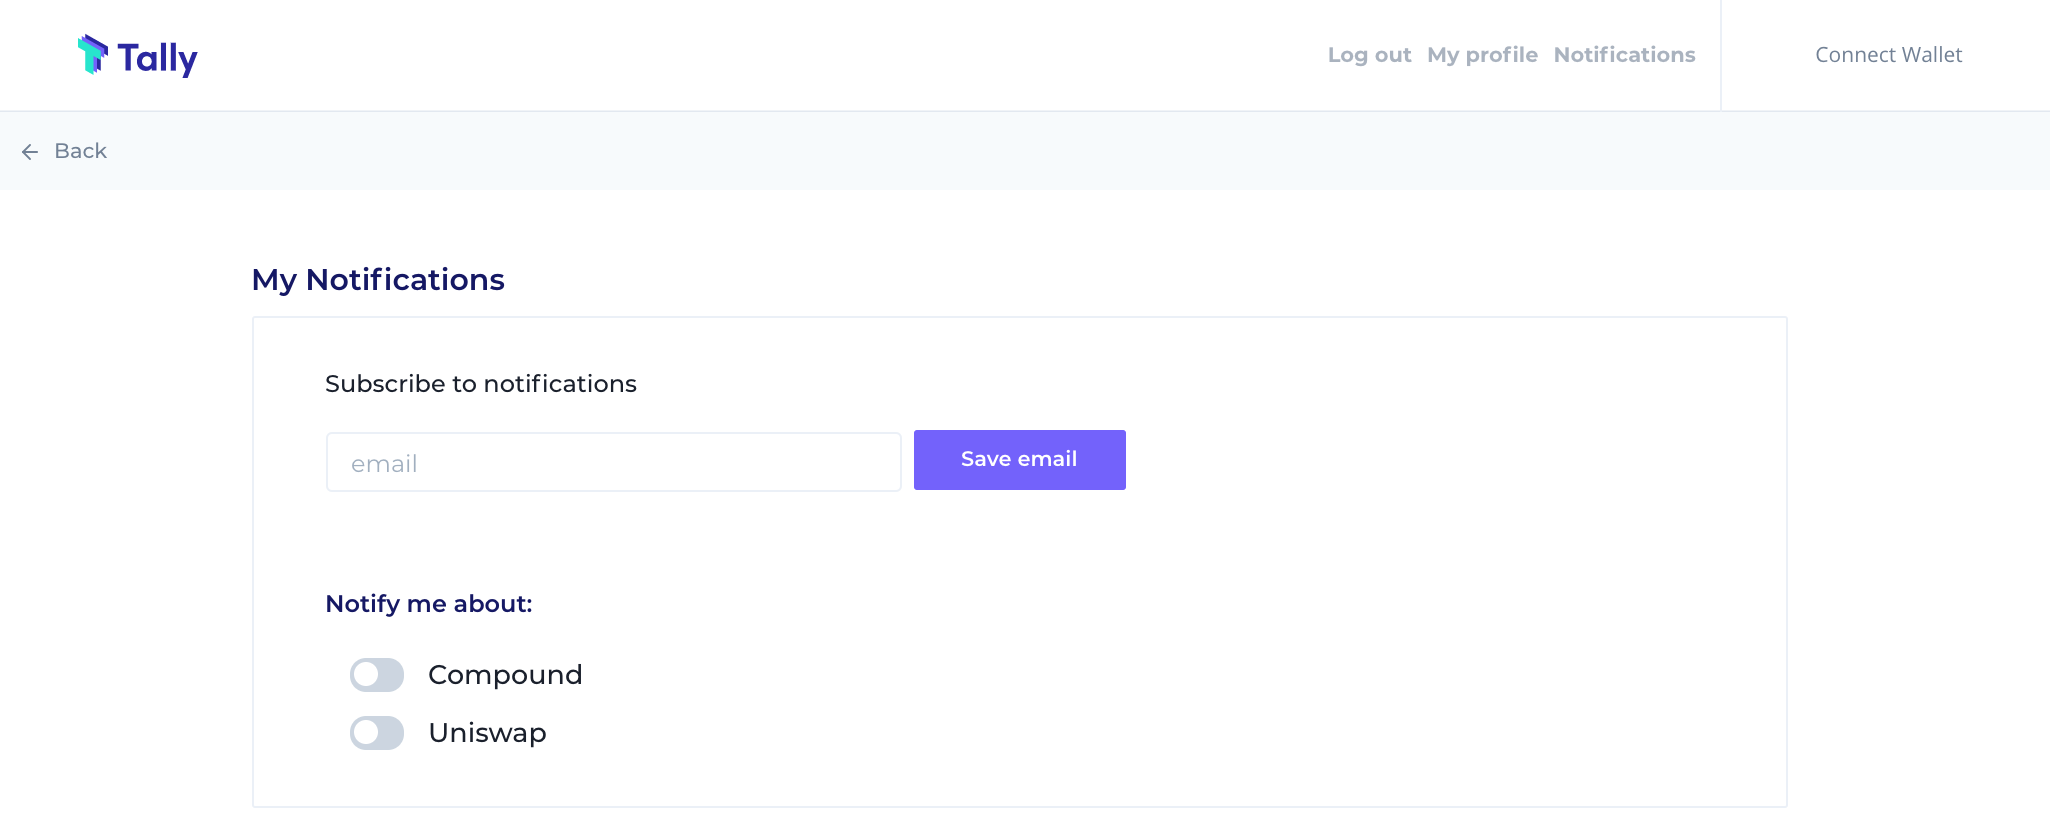 Tally
Log out My profile Notifications
Connect Wallet
Back
My Notifications
Subscribe to notifications
email
Save email
Notify me about:
Compound
Uniswap